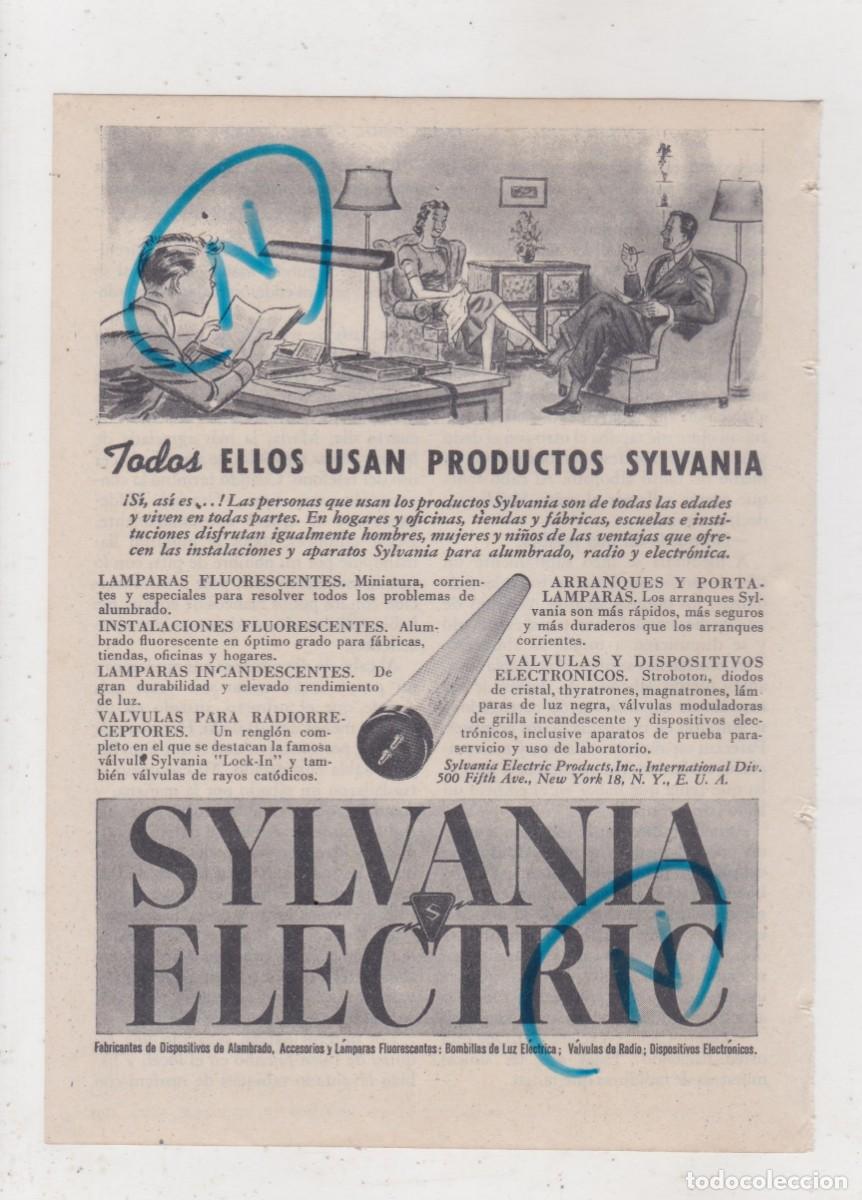 Todos ELLOS USAN PRODUCTOS SYLVANIA
¡Sí, así es...! Las personas que usan los productos Sylvania son de todas las edades
y viven en todas partes. En hogares y oficinas, tiendas y fábricas, escuelas e insti-
tuciones disfrutan igualmente hombres, mujeres y niños de las ventajas que ofre-
cen las instalaciones y aparatos Sylvania para alumbrado, radio y electrónica.
LAMPARAS FLUORESCENTES. Miniatura, corrien-
tes y especiales para resolver todos los problemas de
alumbrado.
INSTALACIONES FLUORESCENTES. Alum-
brado fluorescente en óptimo grado para fábricas,
tiendas, oficinas y hogares.
LAMPARAS INCANDESCENTES. De
gran durabilidad y elevado rendimiento
de luz.
VALVULAS PARA RADIORRE-
CEPTORES. Un renglón com-
pleto en el que se destacan la famosa
válvula Sylvania "Lock-In" y tam-
bién válvulas de rayos catódicos.
ARRANQUES Y PORTA-
LAMPARAS. Los arranques Syl-
vania son más rápidos, más seguros
y más duraderos que los arranques
corrientes.
VALVULAS Y DISPOSITIVOS
ELECTRONICOS. Stroboton, diodos
de cristal, thyratrones, magnatrones, lám
paras de luz negra, válvulas moduladoras
de grilla incandescente y dispositivos elec-
trónicos, inclusive aparatos de prueba para-
servicio y uso de laboratorio.
Sylvania Electric Products, Inc., International Div.
500 Fifth Ave., New York 18, N. Y., E. U. A.
SYLVANIA
S
ELECTRIC
Fabricantes de Dispositivos de Alambrado, Accesorios y Lámparas Fluorescentes; Bombillas de Luz Eléctrica; Válvulas de Radio; Dispositivos Electrónicos.
N
N
todocoleccion